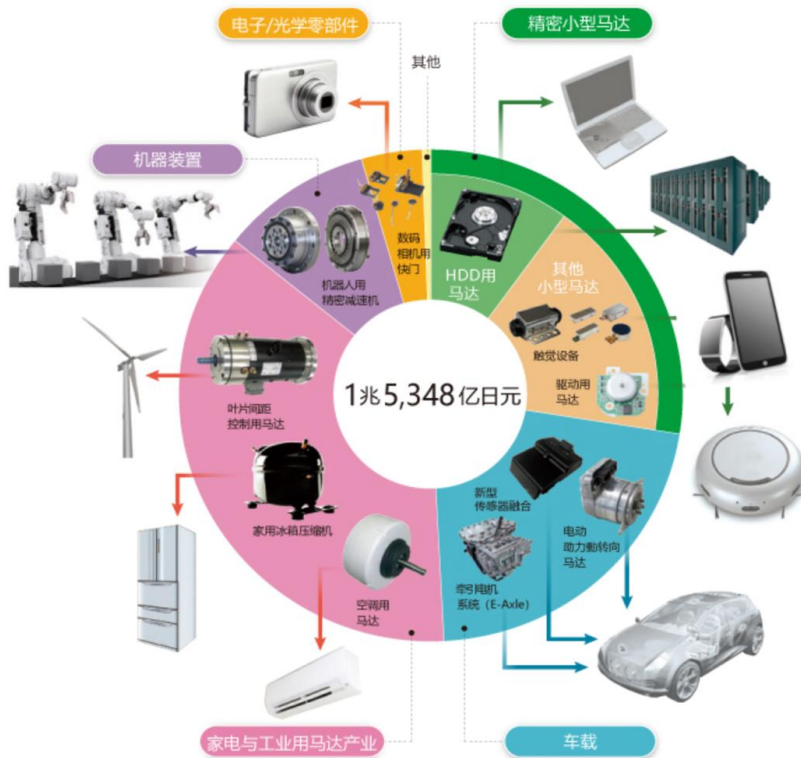 电子/光学零部件
精密小型马达
其他
机器装置
数码
相机用
快门
HDD用
马达
其他
小型马达
机器人用
精密减速机
触觉设备
驱动用
马达
1兆5,348亿日元
叶片间距
控制用马达
新型
传感器融合
电动
助力動转向
马达
家用冰箱压缩机
牵引电机
系统（E-Axle）
空调用
马达
家电与工业用马达产业
车载